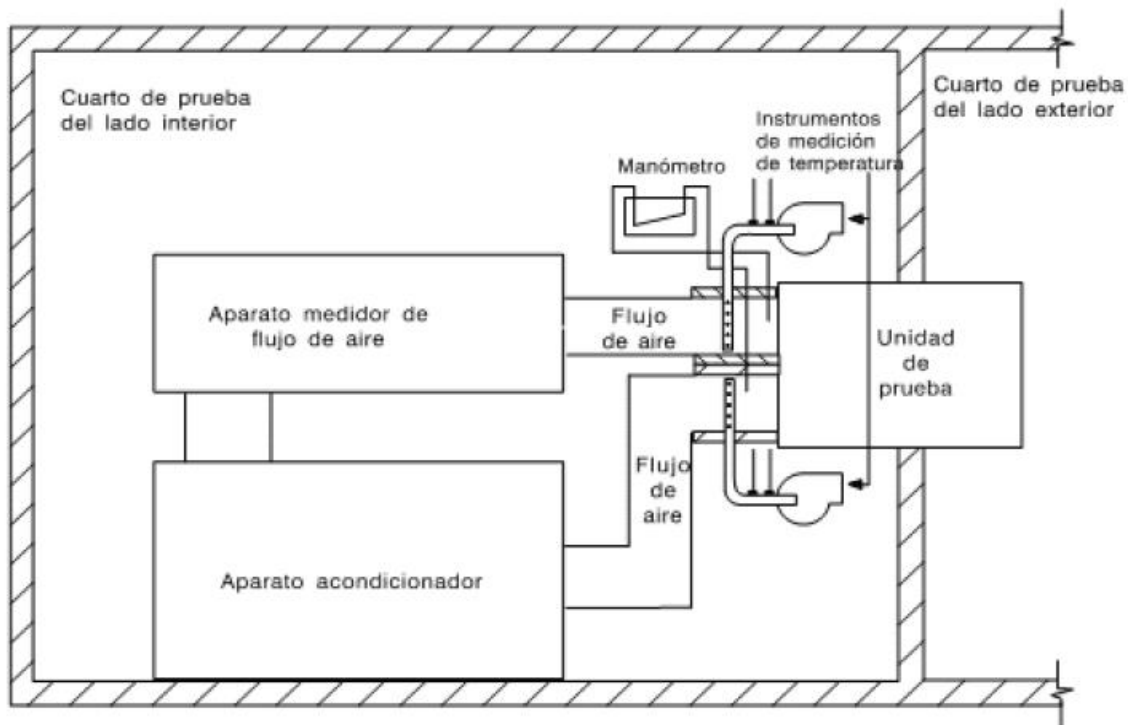 Cuarto de prueba
del lado interior
Cuarto de prueba
del lado exterior
Instrumentos
de medición
de temperatura
Manómetro
Aparato medidor de
flujo de aire
Flujo
de aire
Unidad
de
prueba
Flujo
de
aire
Aparato acondicionador